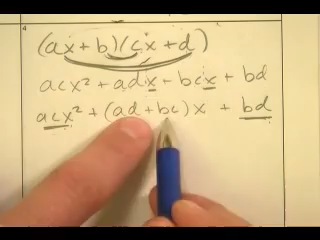 4
(ax+b)(cx+d)
acx² + adx + bcx + bd
acx² + (ad+bc)x + bd